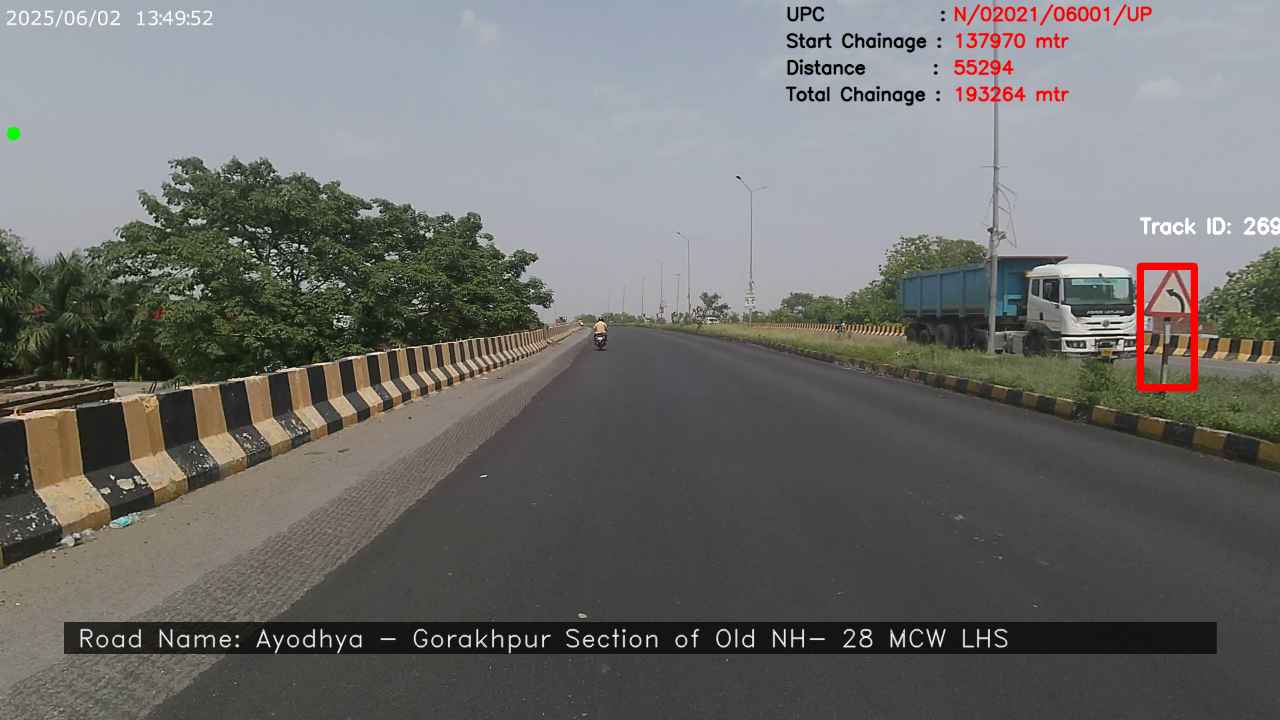 2025/06/02 13:49:52
UPC : N/02021/06001/UP
Start Chainage : 137970 mtr
Distance : 55294
Total Chainage : 193264 mtr
Track ID: 269
Road Name: Ayodhya - Gorakhpur Section of Old NH- 28 MCW LHS